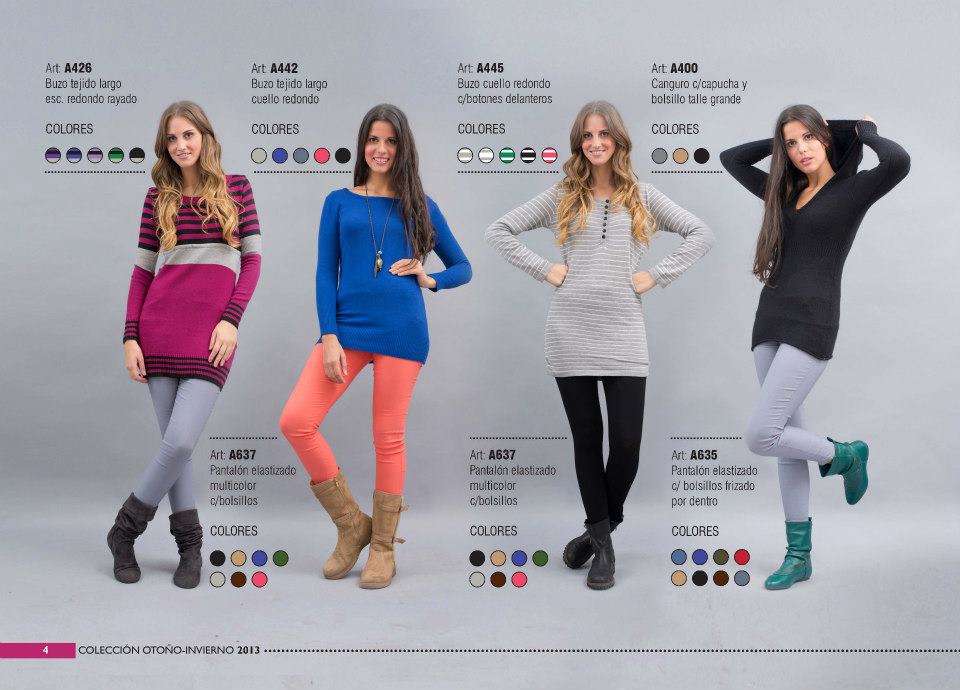 Art: A426
Buzo tejido largo
esc. redondo rayado
COLORES
Art: A442
Buzo tejido largo
cuello redondo
COLORES
Art: A445
Buzo cuello redondo
c/botones delanteros
COLORES
Art: A400
Canguro c/capucha y
bolsillo talle grande
COLORES
Art: A637
Pantalón elastizado
multicolor
c/bolsillos
COLORES
Art: A637
Pantalón elastizado
multicolor
c/bolsillos
COLORES
Art: A635
Pantalón elastizado
c/ bolsillos frizado
por dentro
COLORES
4 COLECCIÓN OTOÑO-INVIERNO 2013